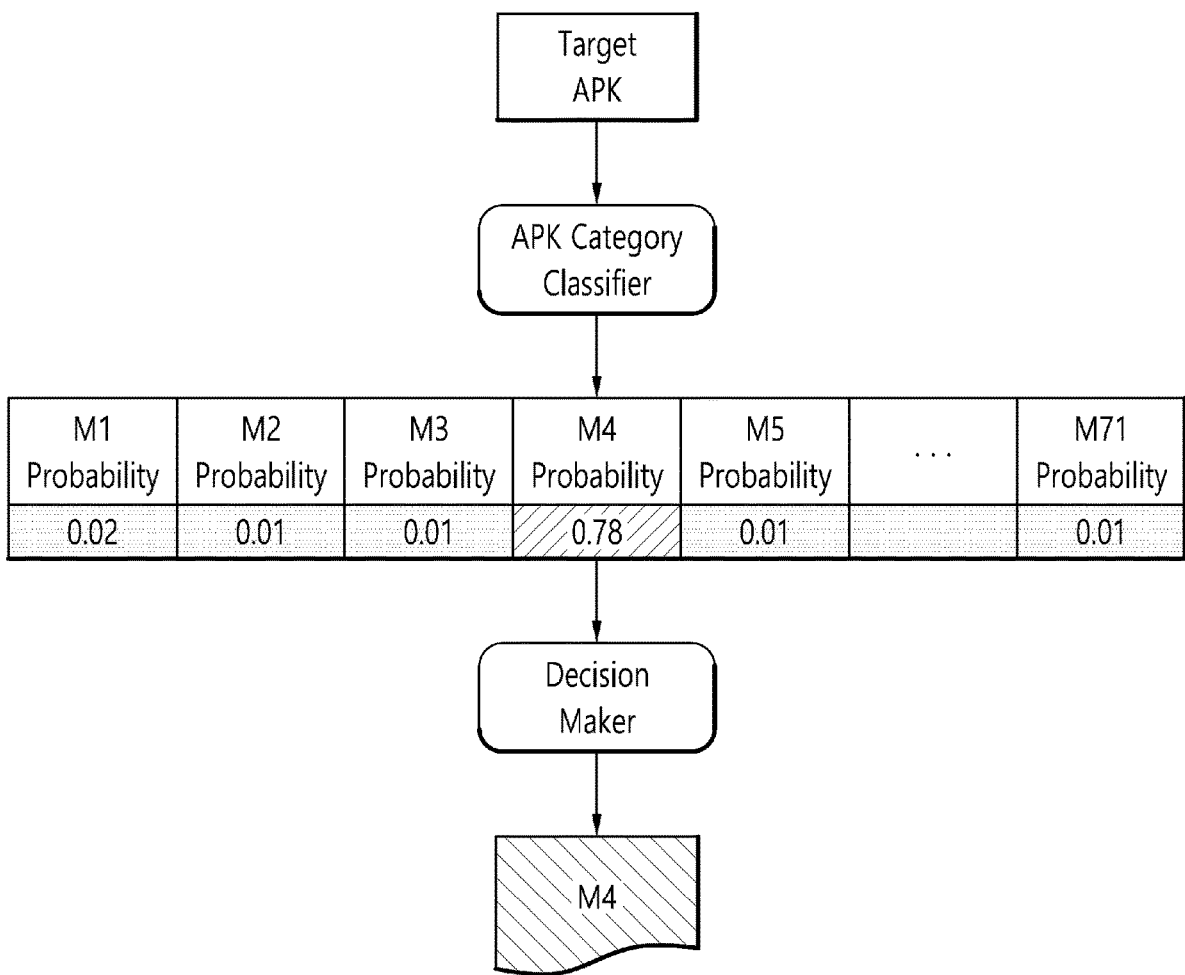 Target
APK
APK Category
Classifier
M1 M2 M3 M4 M5 ... M71
Probability Probability Probability Probability Probability Probability
0.02 0.01 0.01 0.78 0.01 0.01
Decision
Maker
M4